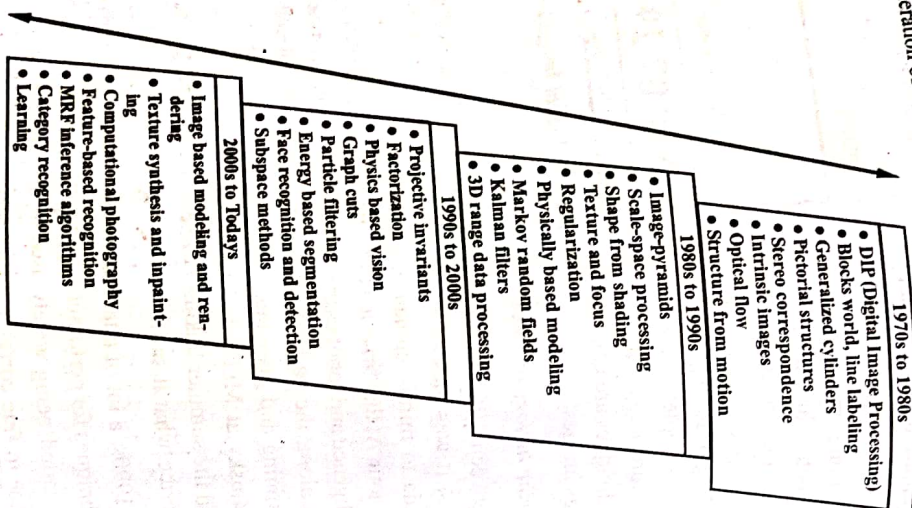 1970s to 1980s
• DIP (Digital Image Processing)
• Blocks world, line labeling
• Generalized cylinders
• Pictorial structures
• Stereo correspondence
• Intrinsic images
• Optical flow
• Structure from motion
1980s to 1990s
• Image-pyramids
• Scale-space processing
• Shape from shading
• Texture and focus
• Regularization
• Physically based modeling
• Markov random fields
• Kalman filters
• 3D range data processing
1990s to 2000s
• Projective invariants
• Factorization
• Physics based vision
• Graph cuts
• Particle filtering
• Energy based segmentation
• Face recognition and detection
• Subspace methods
2000s to Todays
• Image based modeling and ren-
dering
• Texture synthesis and inpaint-
ing
• Computational photography
• Feature-based recognition
• MRF inference algorithms
• Category recognition
• Learning